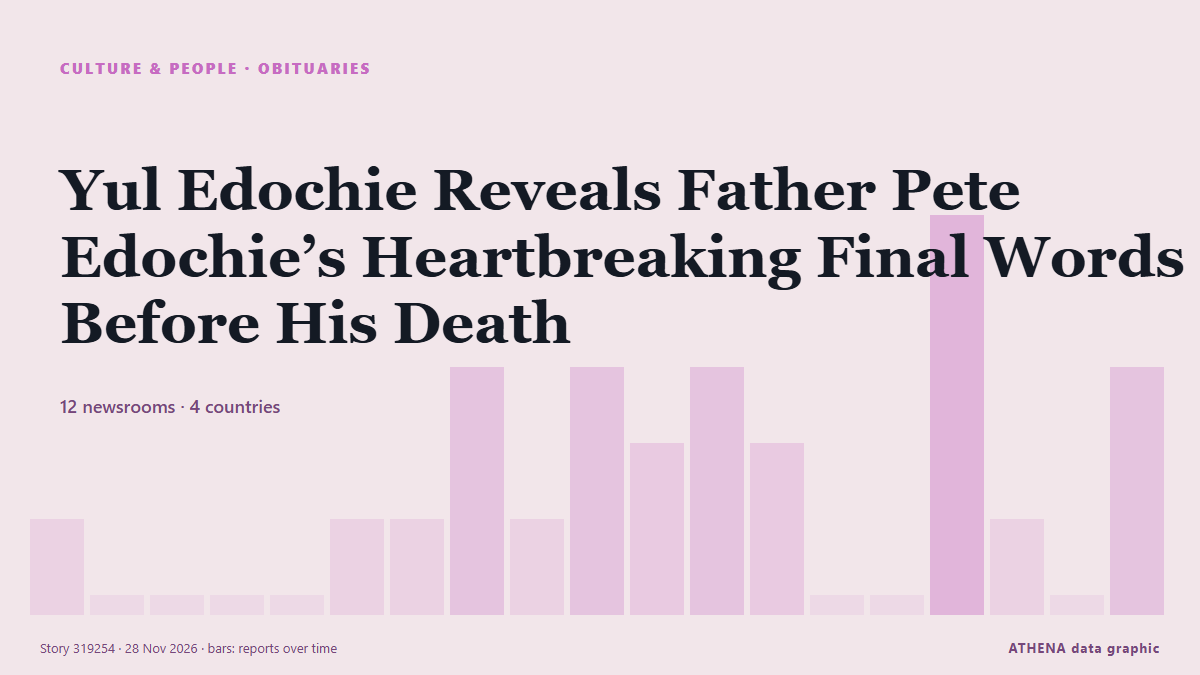 CULTURE & PEOPLE · OBITUARIES
Yul Edochie Reveals Father Pete
Edochie’s Heartbreaking Final Words
Before His Death
12 newsrooms · 4 countries
Story 319254 · 28 Nov 2026 · bars: reports over time
ATHENA data graphic